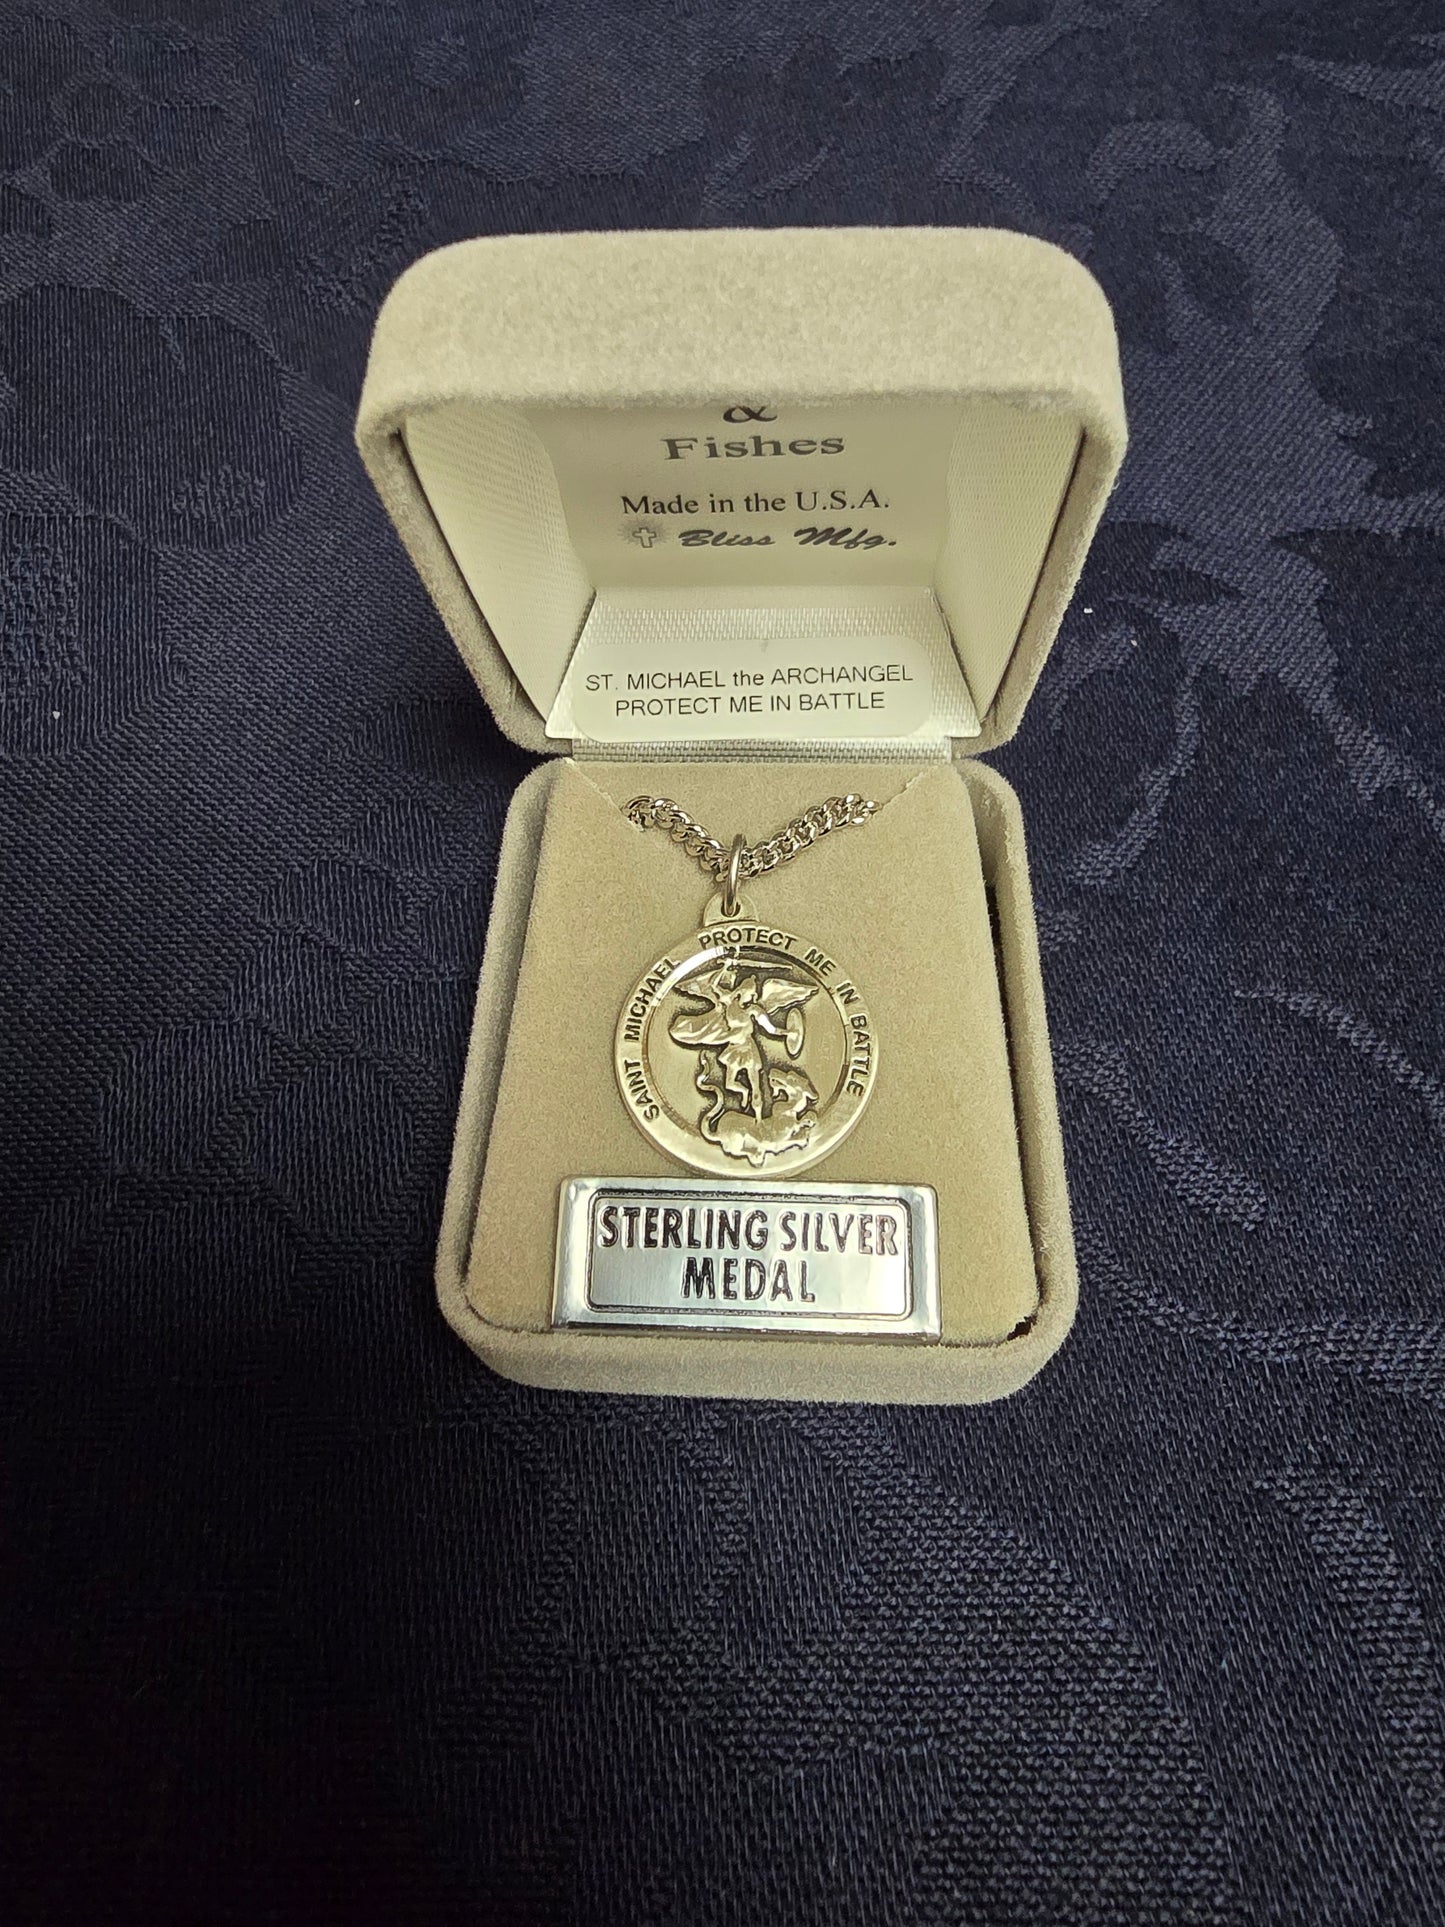 &
Fishes
Made in the U.S.A.
Bliss Mfg.
ST. MICHAEL the ARCHANGEL
PROTECT ME IN BATTLE
SAINT MICHAEL PROTECT ME IN BATTLE
STERLING SILVER
MEDAL